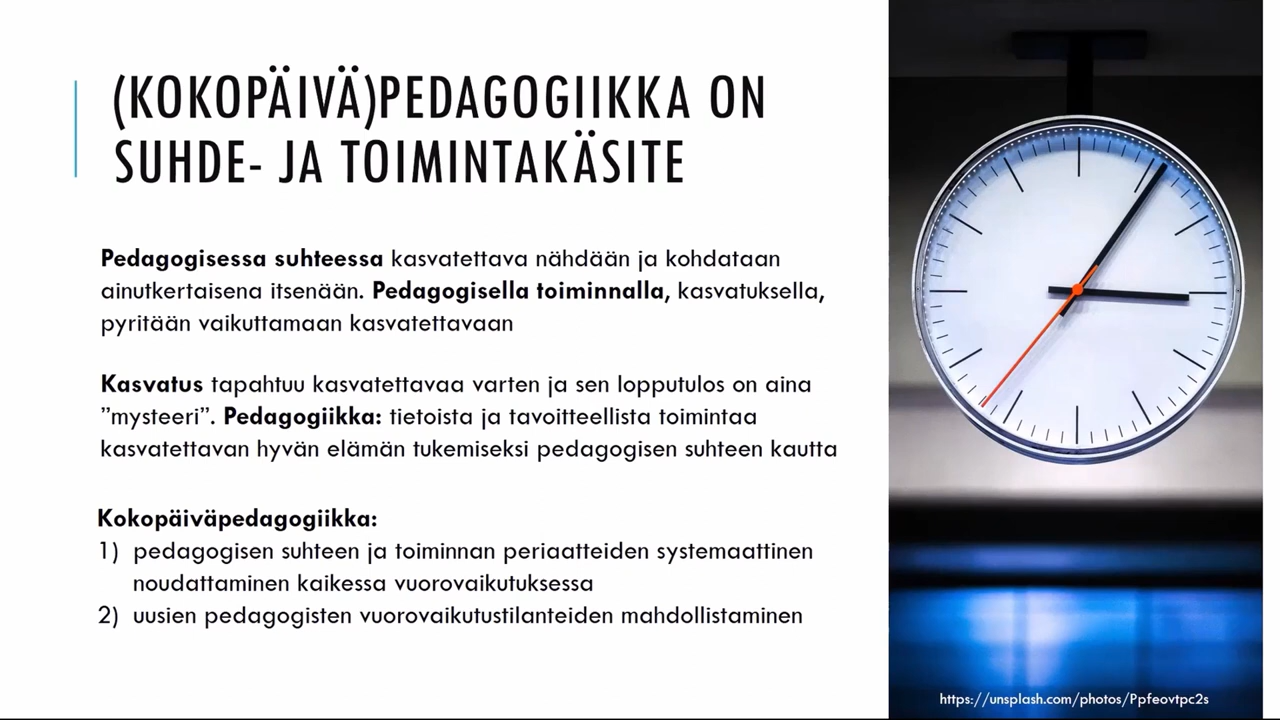 (KOKOPÄIVÄ)PEDAGOGIIKKA ON
SUHDE- JA TOIMINTAKÄSITE
Pedagogisessa suhteessa kasvatettava nähdään ja kohdataan
ainutkertaisena itsenään. Pedagogisella toiminnalla, kasvatuksella,
pyritään vaikuttamaan kasvatettavaan
Kasvatus tapahtuu kasvatettavaa varten ja sen lopputulos on aina
”mysteeri”. Pedagogiikka: tietoista ja tavoitteellista toimintaa
kasvatettavan hyvän elämän tukemiseksi pedagogisen suhteen kautta
Kokopäiväpedagogiikka:
1) pedagogisen suhteen ja toiminnan periaatteiden systemaattinen
noudattaminen kaikessa vuorovaikutuksessa
2) uusien pedagogisten vuorovaikutustilanteiden mahdollistaminen
https://unsplash.com/photos/Ppfeovtpc2s